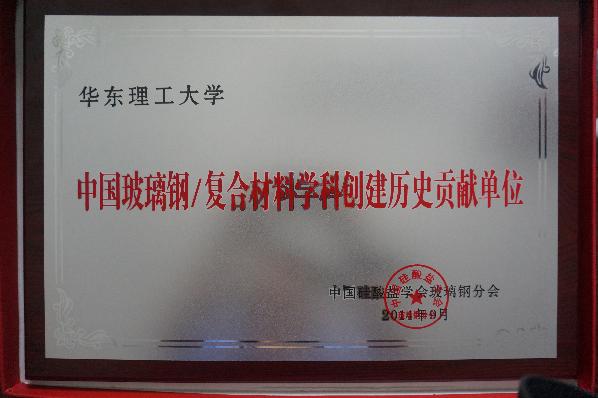 华东理工大学
中国玻璃钢/复合材料学科创建历史贡献单位
中国硅酸盐学会玻璃钢分会
2014年9月